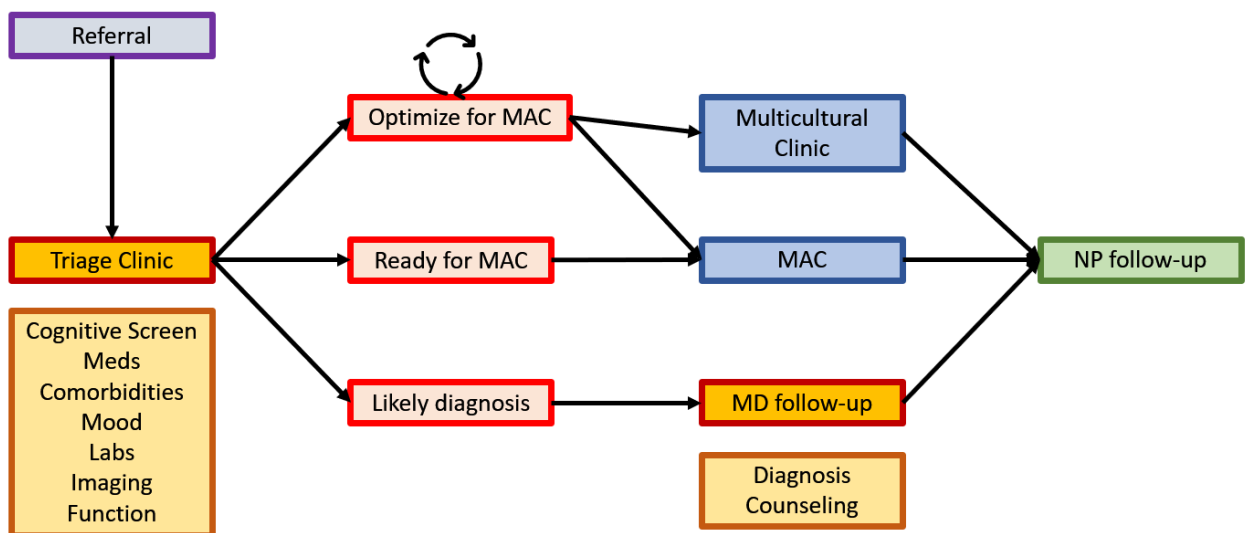 Referral
Optimize for MAC
Multicultural
Clinic
Triage Clinic
Ready for MAC
MAC
NP follow-up
Cognitive Screen
Meds
Comorbidities
Mood
Labs
Imaging
Function
Likely diagnosis
MD follow-up
Diagnosis
Counseling